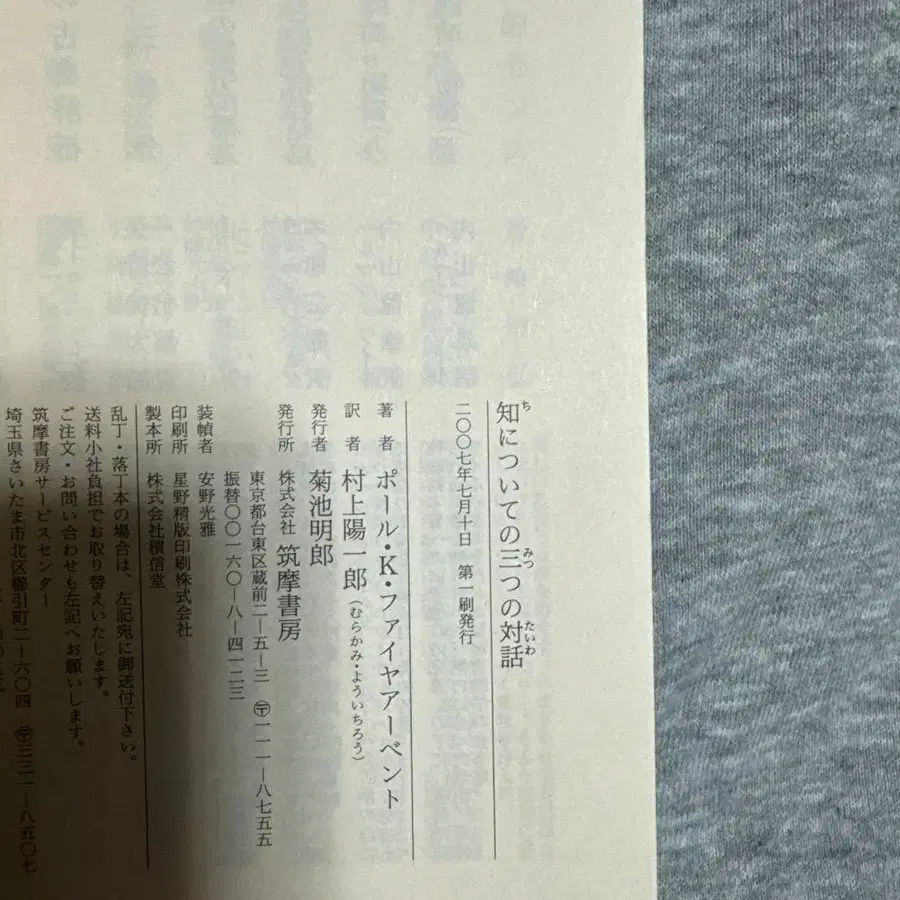 知についての三つの対話
ち
みつ
たいわ
二〇〇七年七月十日　第一刷発行
著　者　ポール・K・ファイヤアーベント
訳　者　村上陽一郎（むらかみ・よういちろう）
発行者　菊池明郎
発行所　株式会社 筑摩書房
東京都台東区蔵前二―五―三　〒一一一―八七五五
振替〇〇一六〇―八―四一二三
装幀者　安野光雅
印刷所　星野精版印刷株式会社
製本所　株式会社積信堂
乱丁・落丁本の場合は、左記宛に御送付下さい。
送料小社負担でお取り替えいたします。
ご注文・お問い合わせも左記へお願いします。
筑摩書房サービスセンター
埼玉県さいたま市北区櫛引町二―六〇四　〒三三一―八五〇七